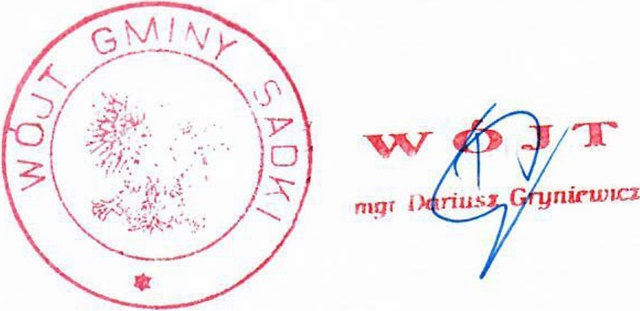 WÓJT GMINY SADKI
WÓJT
mgr Dariusz Gryniewicz